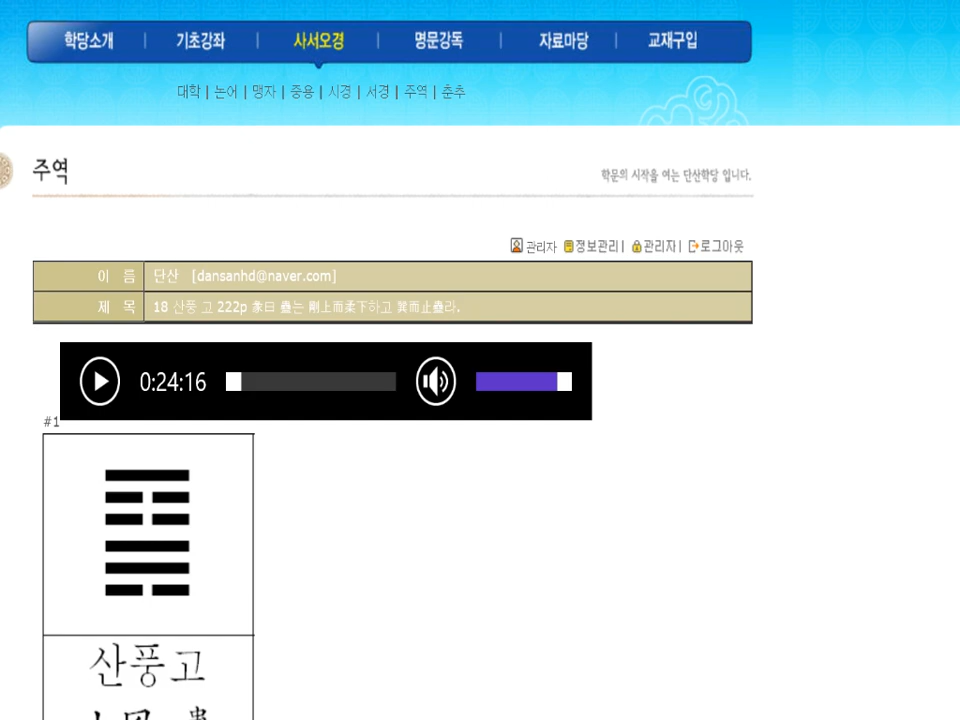 학당소개 | 기초강좌 | 사서오경 | 명문강독 | 자료마당 | 교재구입
대학 | 논어 | 맹자 | 중용 | 시경 | 서경 | 주역 | 춘추
주역
학문의 시작을 여는 단산학당 입니다.
관리자 정보관리 | 관리자 | 로그아웃
이 름 단산 [dansanhd@naver.com]
제 목 18 산풍 고 222p 彖曰 蠱는 剛上而柔下하고 巽而止蠱라.
0:24:16
#1
산풍고